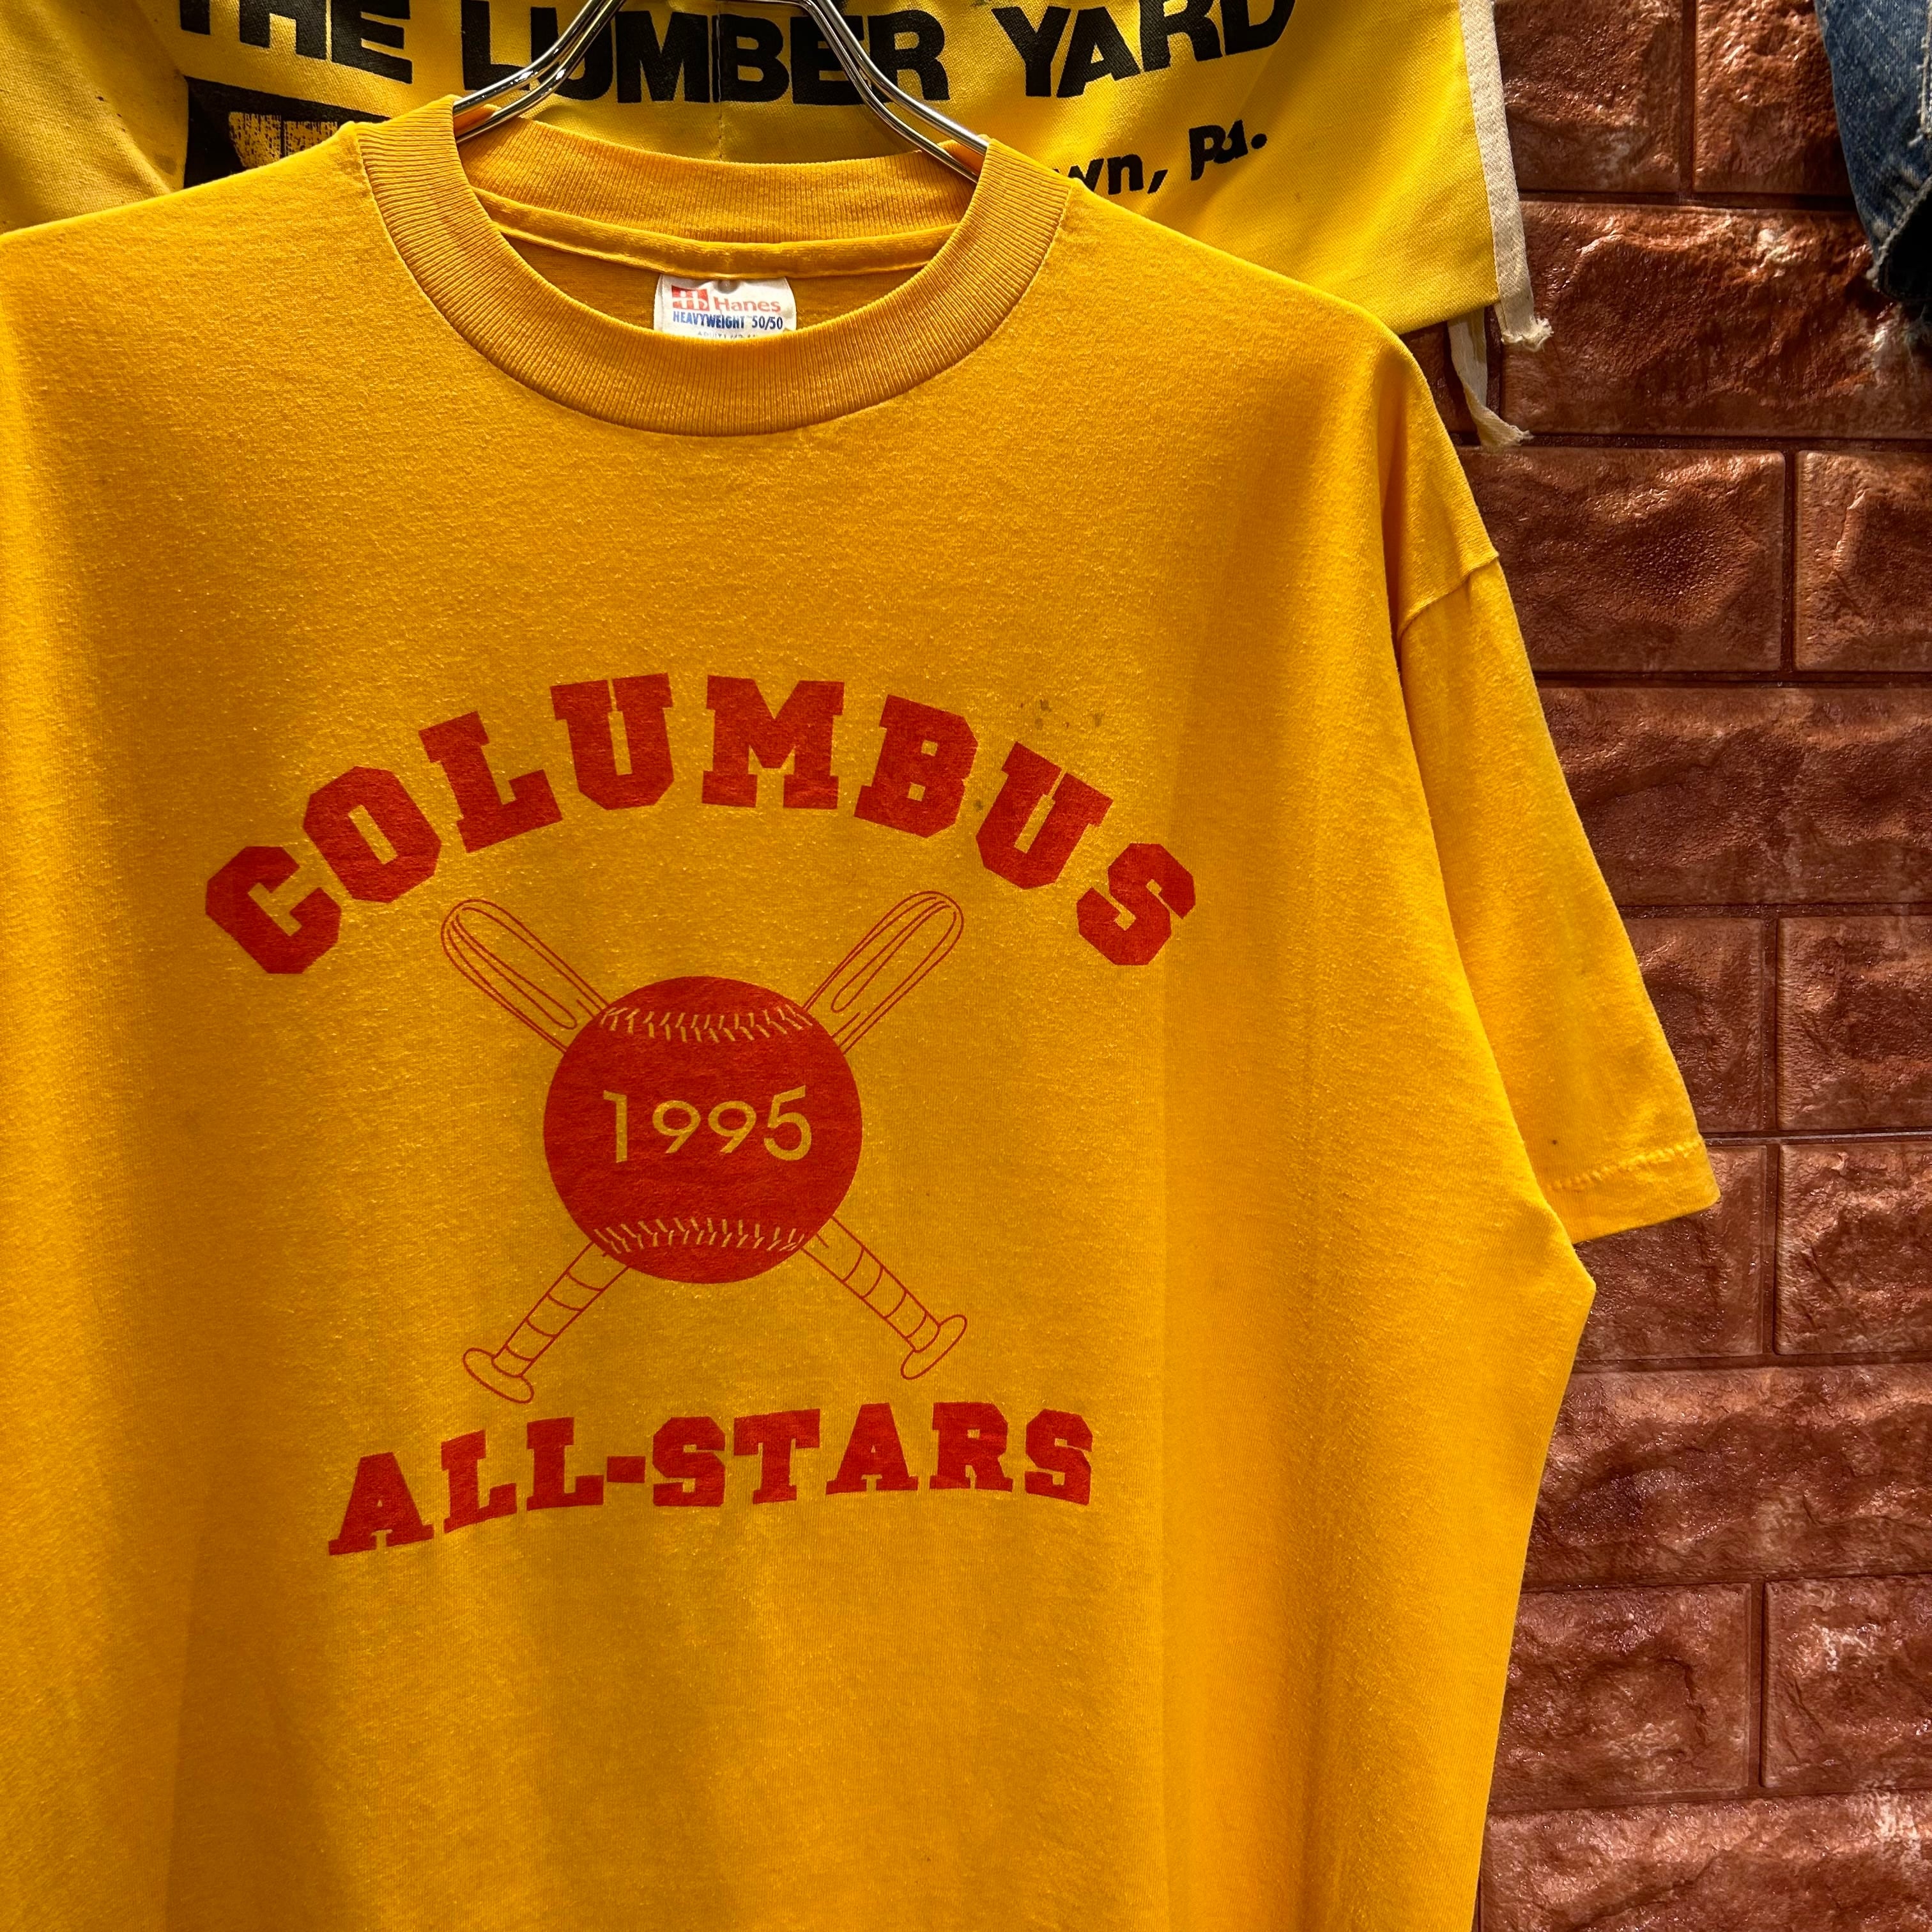 THE LUMBER YARD
wn, Pa.
Hanes
HEAVYWEIGHT 50/50
COLUMBUS
1995
ALL-STARS